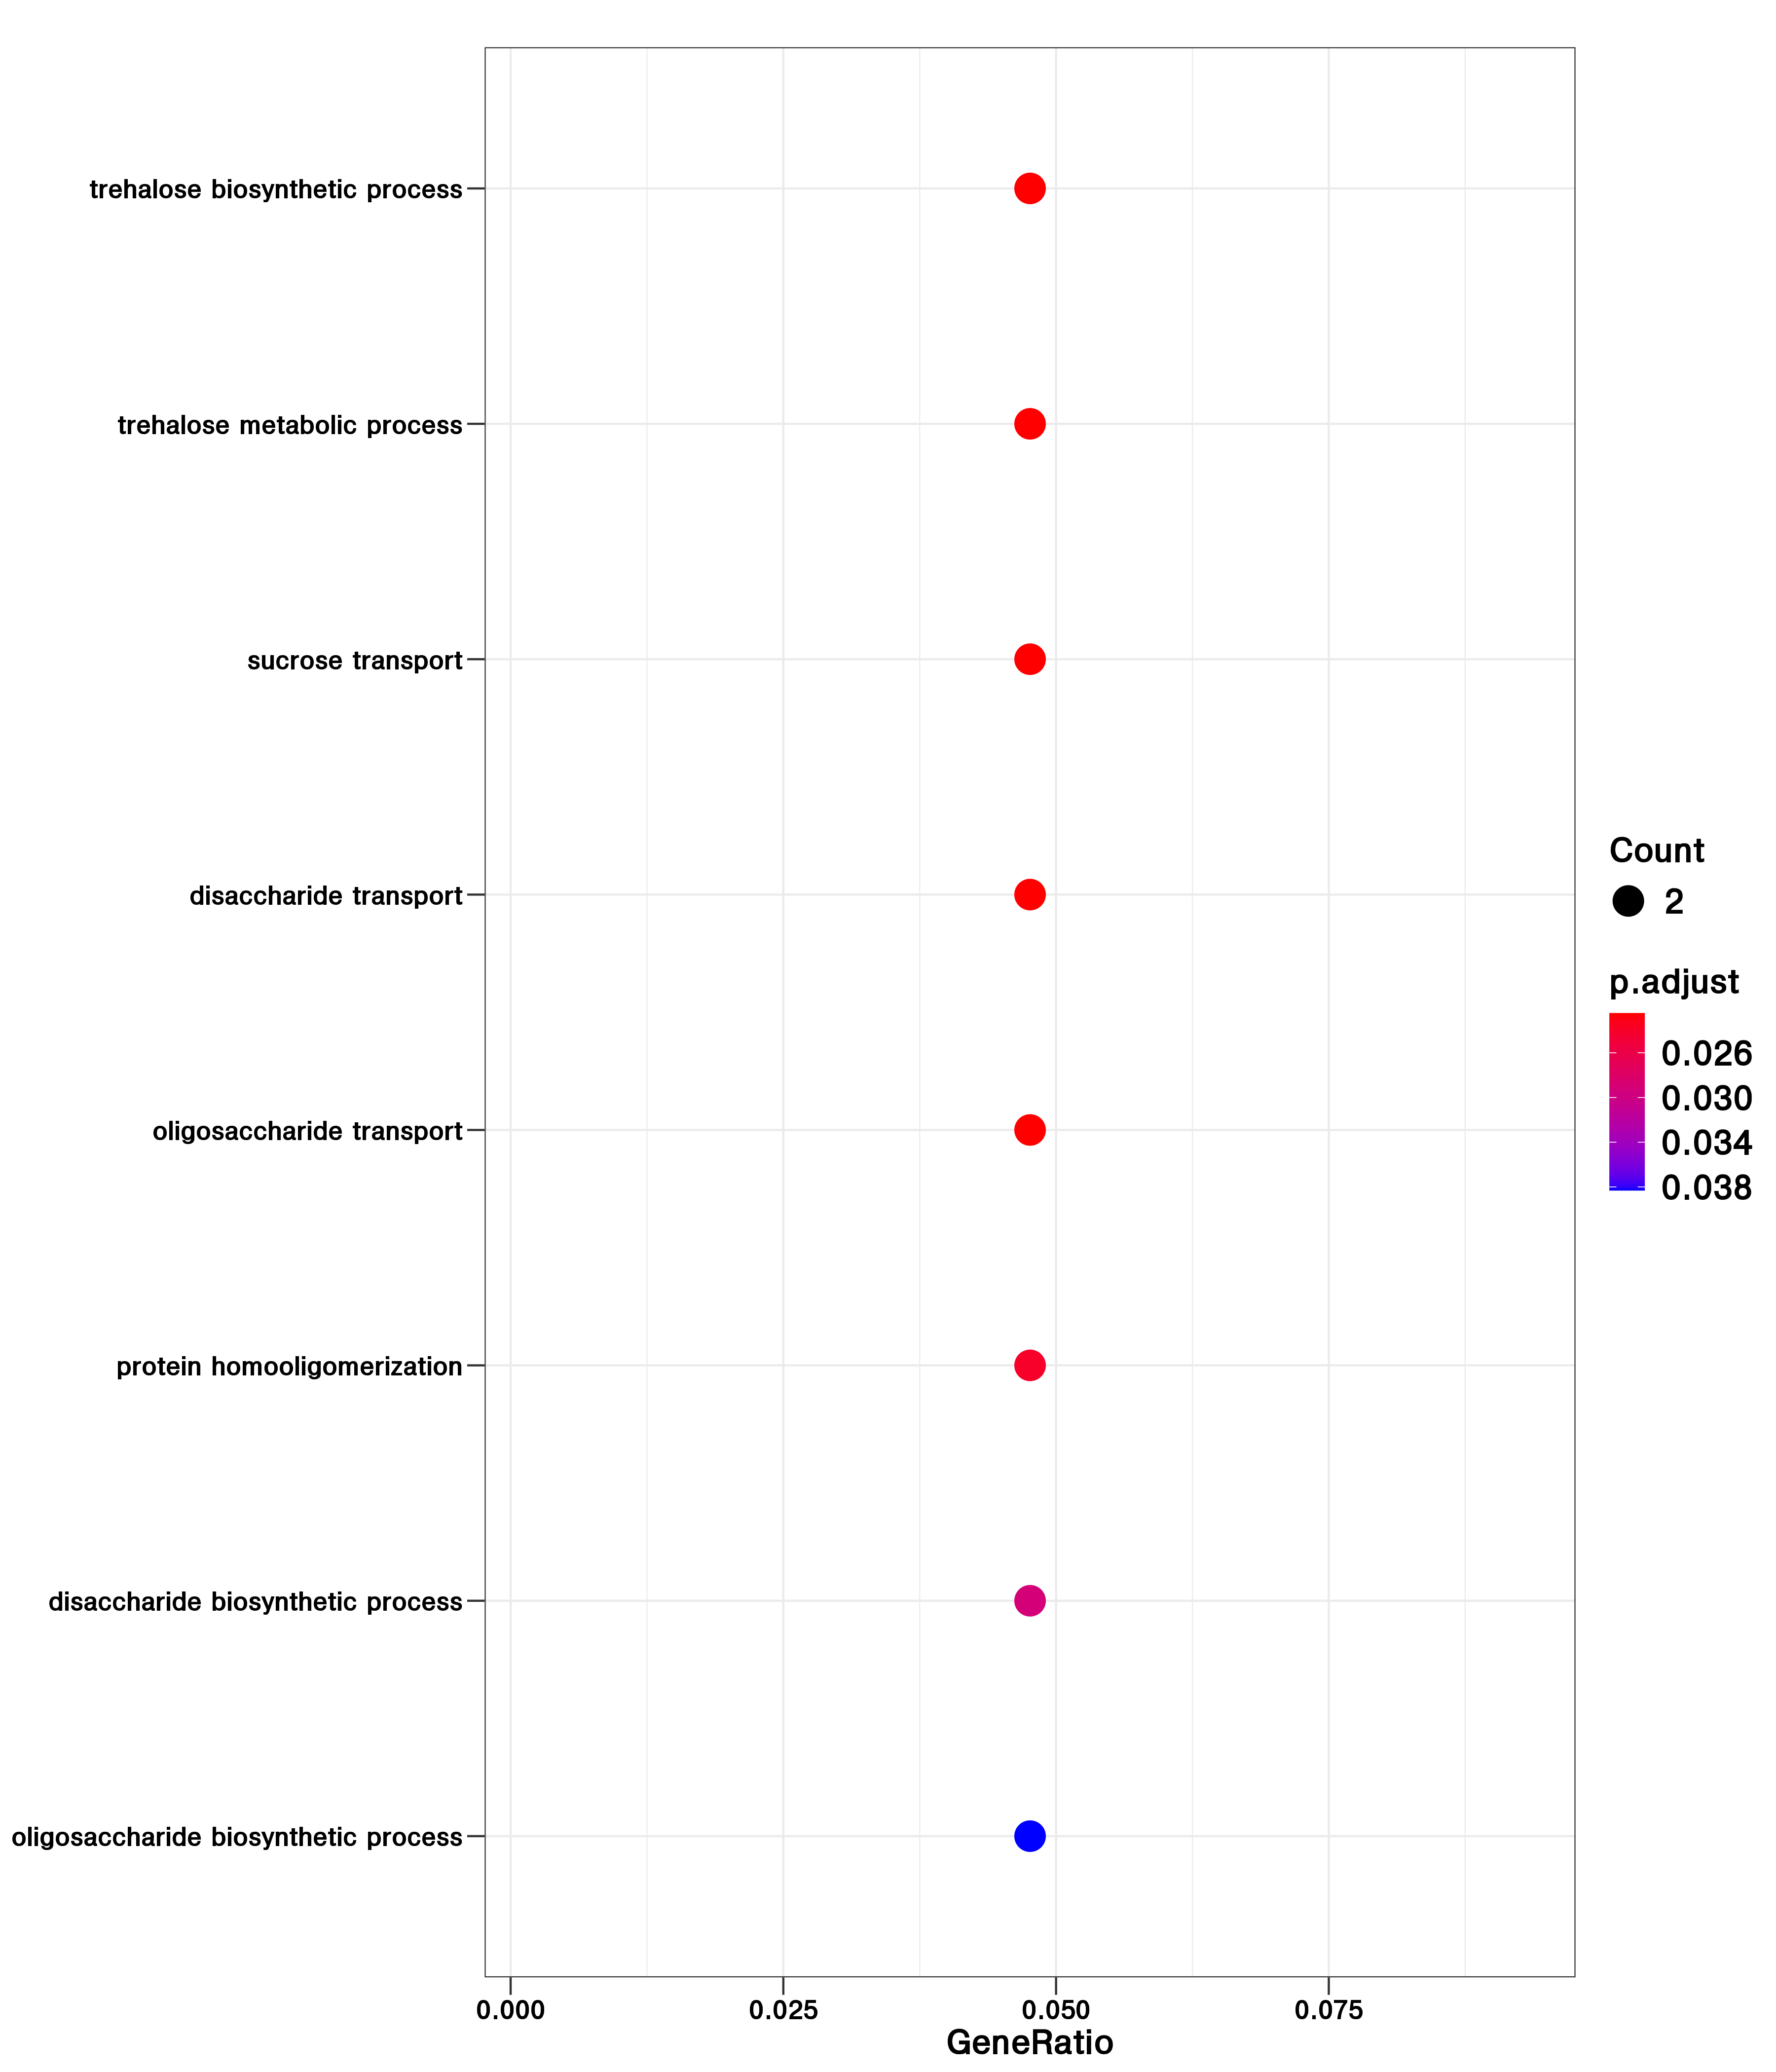 trehalose biosynthetic process
trehalose metabolic process
sucrose transport
disaccharide transport
oligosaccharide transport
protein homooligomerization
disaccharide biosynthetic process
oligosaccharide biosynthetic process
0.000 0.025 0.050 0.075
GeneRatio
Count
2
p.adjust
0.026
0.030
0.034
0.038